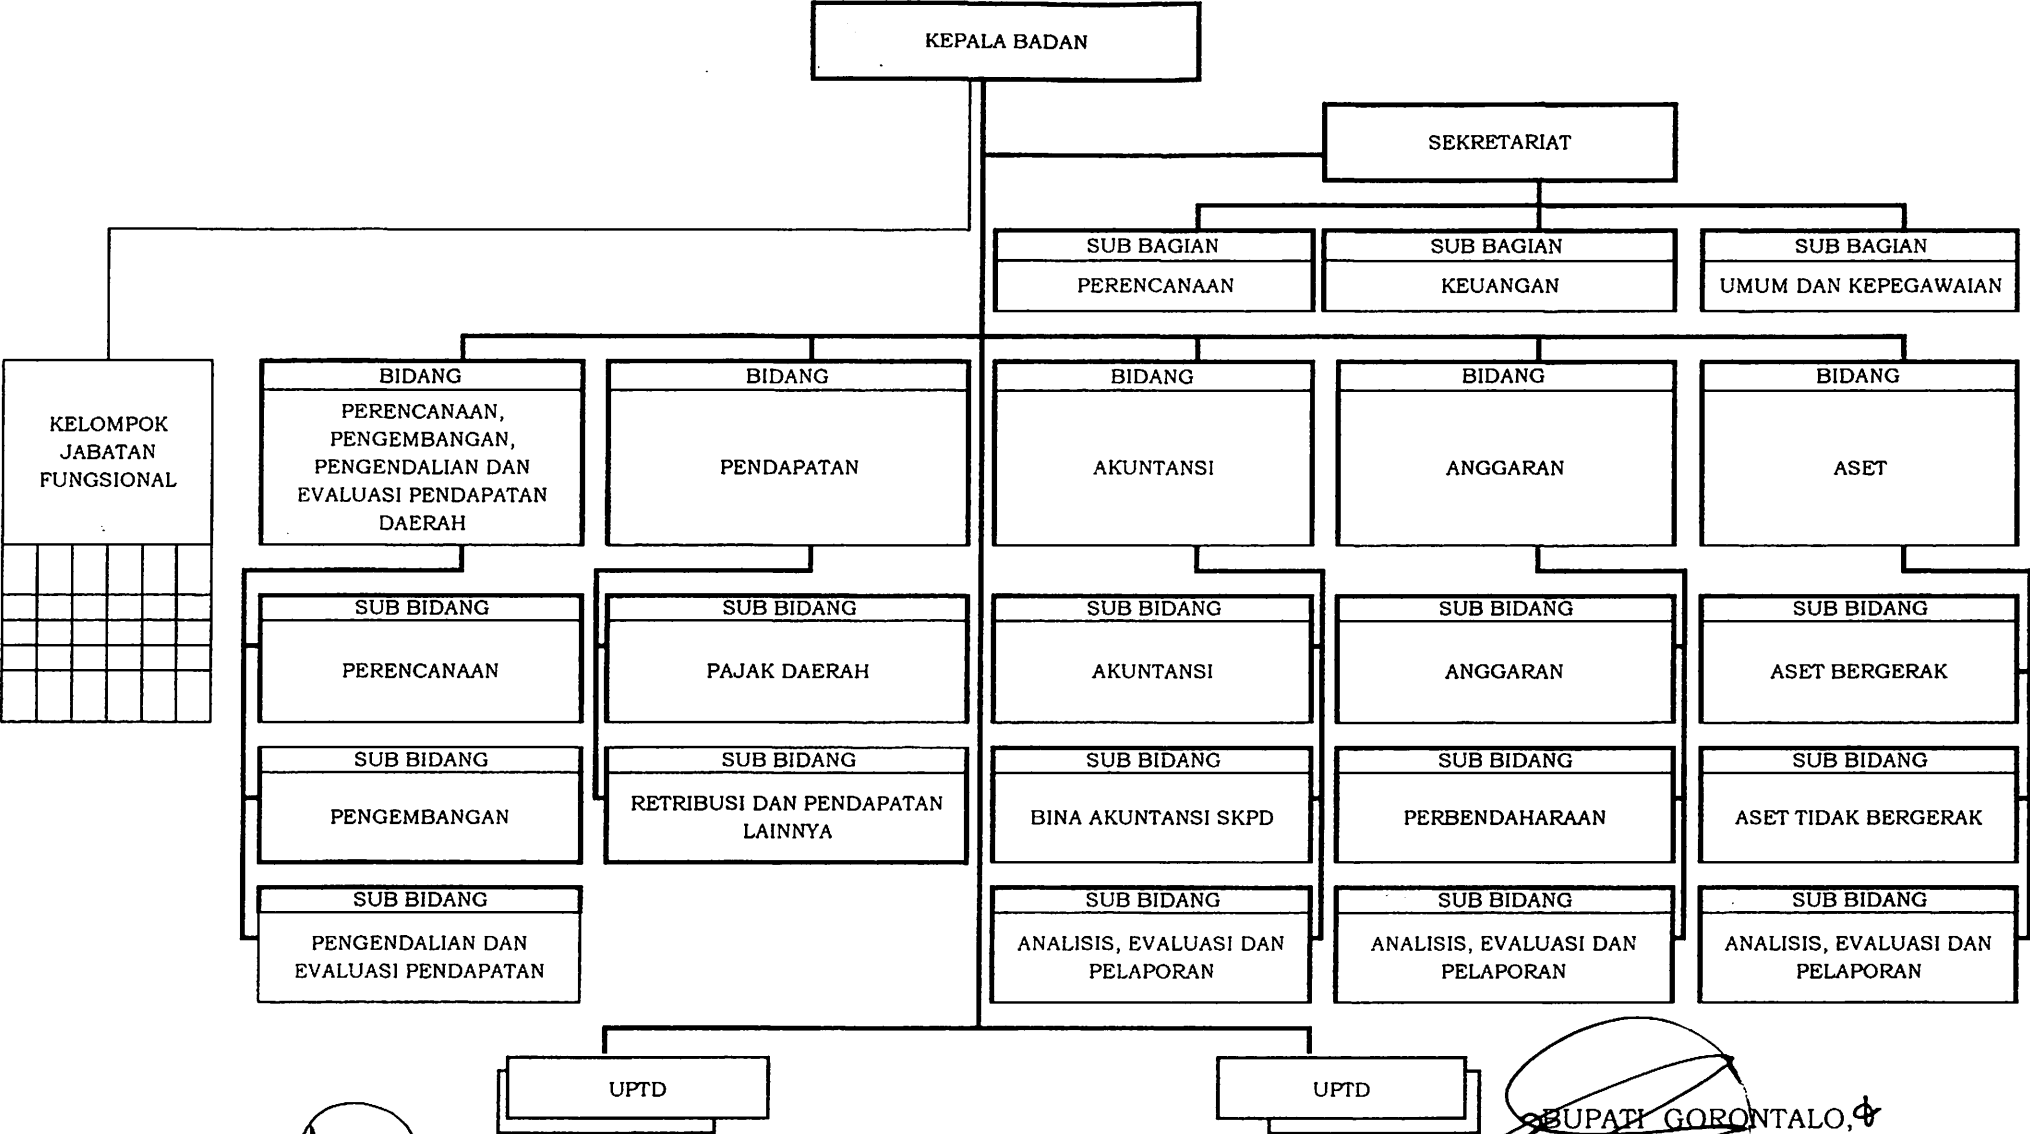 KEPALA BADAN
SEKRETARIAT
SUB BAGIAN
PERENCANAAN
SUB BAGIAN
KEUANGAN
SUB BAGIAN
UMUM DAN KEPEGAWAIAN
KELOMPOK
JABATAN
FUNGSIONAL
BIDANG
PERENCANAAN,
PENGEMBANGAN,
PENGENDALIAN DAN
EVALUASI PENDAPATAN
DAERAH
BIDANG
PENDAPATAN
BIDANG
AKUNTANSI
BIDANG
ANGGARAN
BIDANG
ASET
SUB BIDANG
PERENCANAAN
SUB BIDANG
PAJAK DAERAH
SUB BIDANG
AKUNTANSI
SUB BIDANG
ANGGARAN
SUB BIDANG
ASET BERGERAK
SUB BIDANG
PENGEMBANGAN
SUB BIDANG
RETRIBUSI DAN PENDAPATAN
LAINNYA
SUB BIDANG
BINA AKUNTANSI SKPD
SUB BIDANG
PERBENDAHARAAN
SUB BIDANG
ASET TIDAK BERGERAK
SUB BIDANG
PENGENDALIAN DAN
EVALUASI PENDAPATAN
SUB BIDANG
ANALISIS, EVALUASI DAN
PELAPORAN
SUB BIDANG
ANALISIS, EVALUASI DAN
PELAPORAN
SUB BIDANG
ANALISIS, EVALUASI DAN
PELAPORAN
UPTD
UPTD
BUPATI GORONTALO,